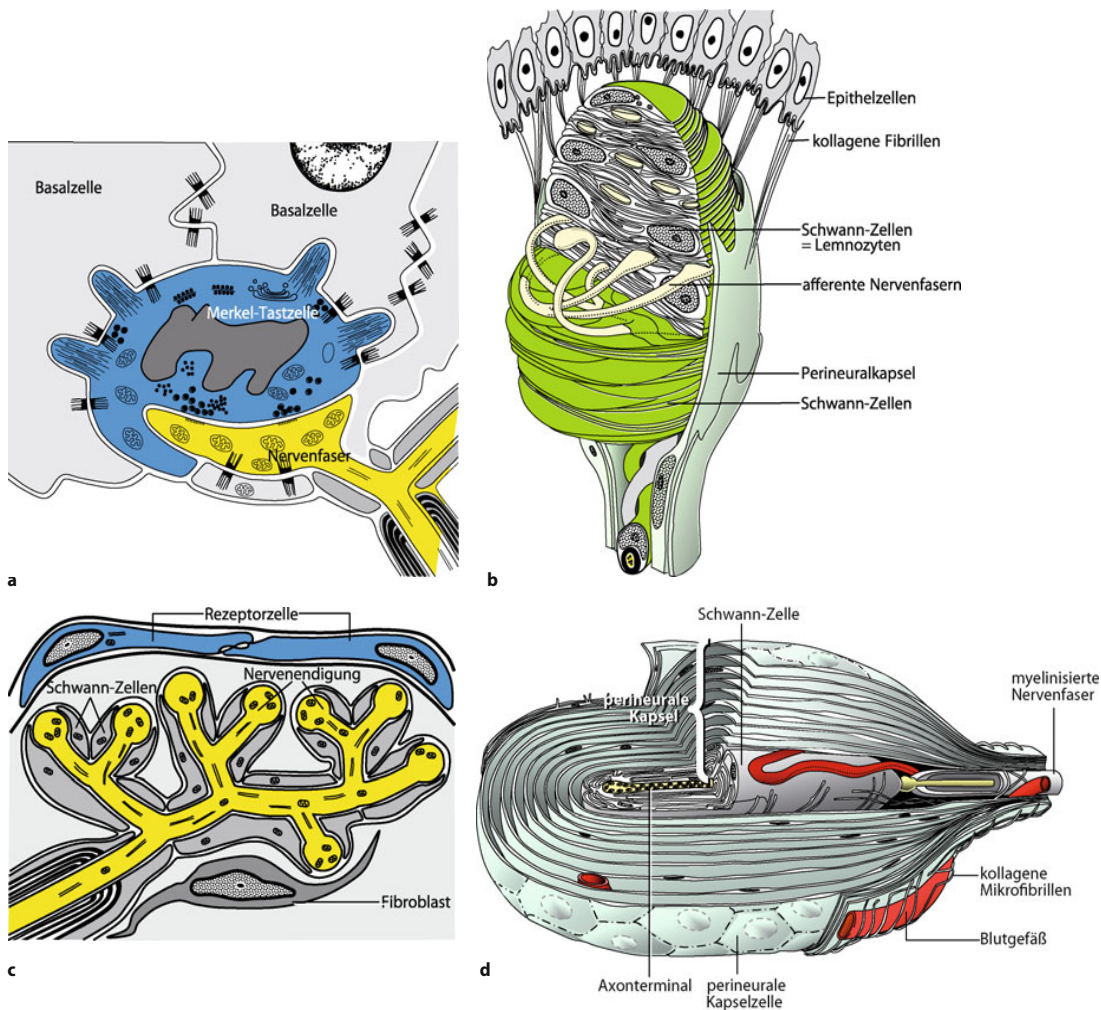 Basalzelle
Basalzelle
Merkel-Tastzelle
Nervenfaser
a
Epithelzellen
kollagene Fibrillen
Schwann-Zellen
= Lemnozyten
afferente Nervenfasern
Perineuralkapsel
Schwann-Zellen
b
Rezeptorzelle
Schwann-Zellen
Nervenendigung
Fibroblast
c
Schwann-Zelle
perineurale
Kapsel
myelinisierte
Nervenfaser
kollagene
Mikrofibrillen
Blutgefäß
Axonterminal
perineurale
Kapselzelle
d